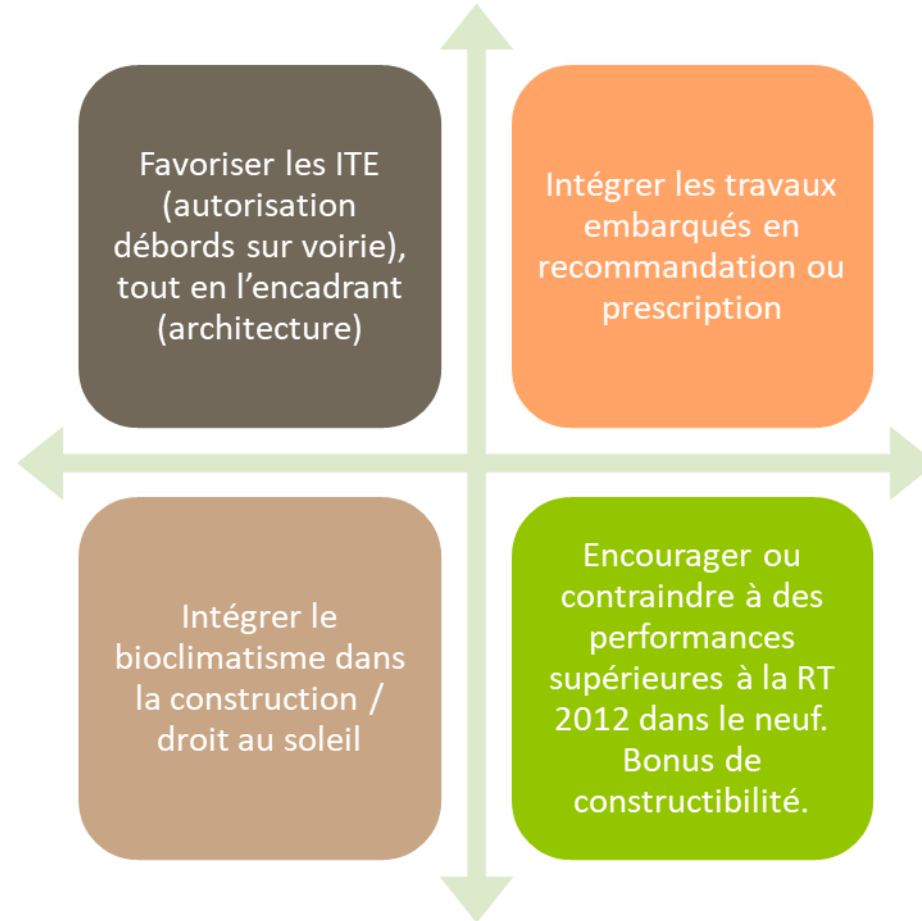 Favoriser les ITE
(autorisation
débords sur voirie),
tout en l’encadrant
(architecture)
Intégrer les travaux
embarqués en
recommandation ou
prescription
Intégrer le
bioclimatisme dans
la construction /
droit au soleil
Encourager ou
contraindre à des
performances
supérieures à la RT
2012 dans le neuf.
Bonus de
constructibilité.